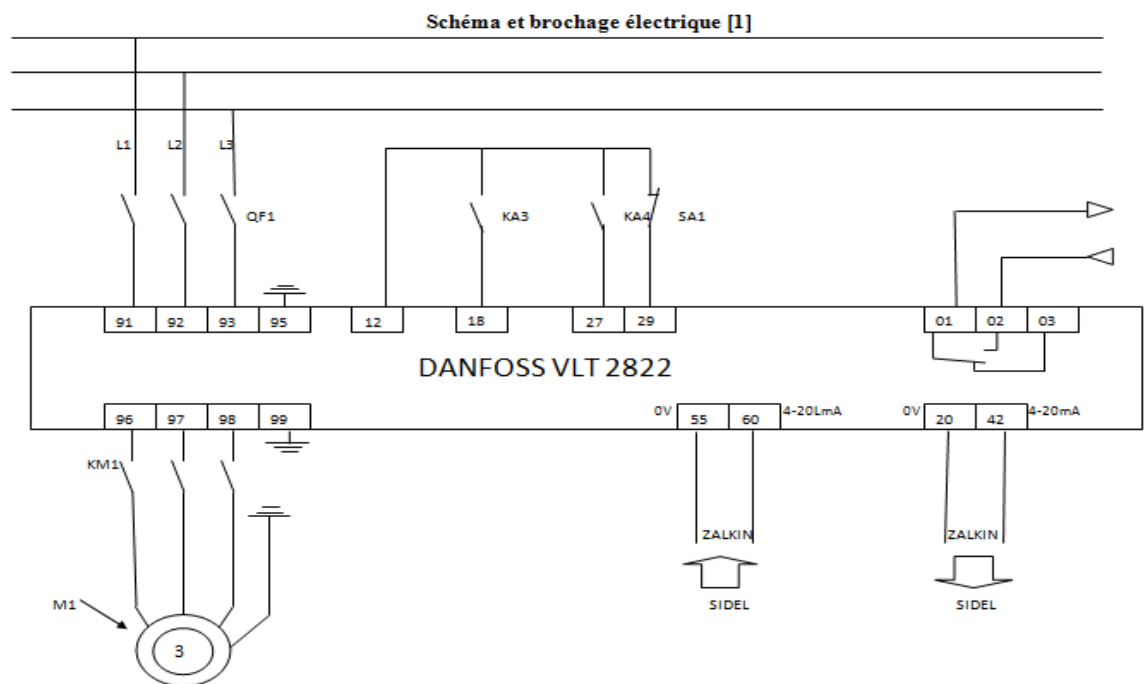 Schéma et brochage électrique [1]
L1 L2 L3
QF1 KA3 KA4 SA1
91 92 93 95 12 18 27 29 01 02 03
DANFOSS VLT 2822
96 97 98 99 0V 55 60 4-20LmA 0V 20 42 4-20mA
KM1
ZALKIN ZALKIN
M1 SIDEL SIDEL
3